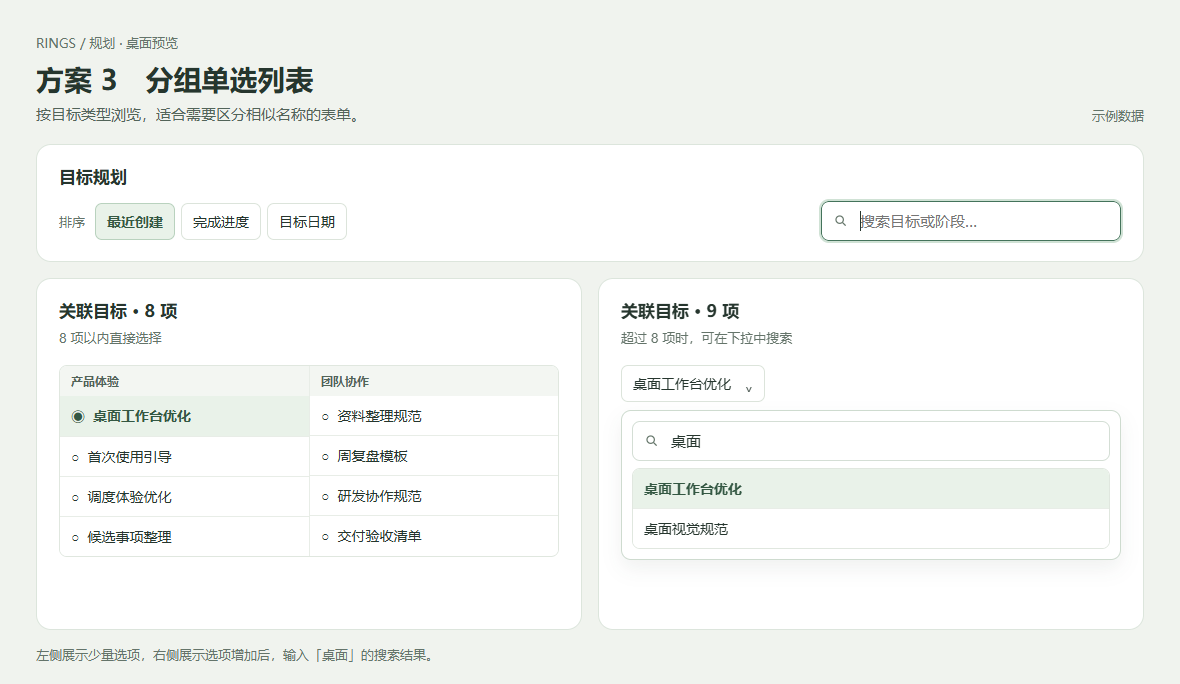 RINGS / 规划 · 桌面预览
方案 3 分组单选列表
按目标类型浏览，适合需要区分相似名称的表单。
示例数据
目标规划
排序 最近创建 完成进度 目标日期
搜索目标或阶段...
关联目标 • 8 项
8 项以内直接选择
产品体验 团队协作
桌面工作台优化 资料整理规范
首次使用引导 周复盘模板
调度体验优化 研发协作规范
候选事项整理 交付验收清单
关联目标 • 9 项
超过 8 项时，可在下拉中搜索
桌面工作台优化
桌面
桌面工作台优化
桌面视觉规范
左侧展示少量选项，右侧展示选项增加后，输入「桌面」的搜索结果。